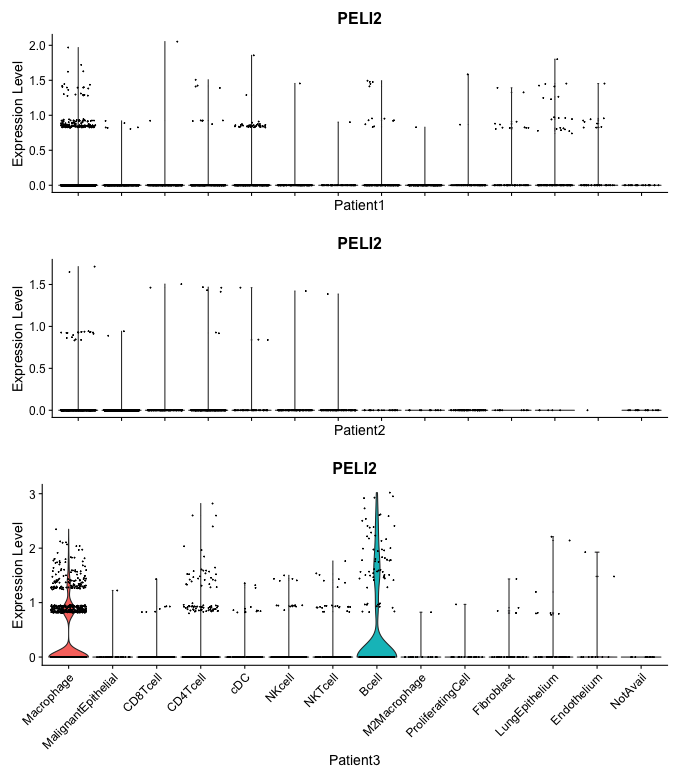 PELI2
Expression Level
2.0
1.5
1.0
0.5
0.0
Patient1
PELI2
Expression Level
1.5
1.0
0.5
0.0
Patient2
PELI2
Expression Level
3
2
1
0
Macrophage
MalignantEpithelial
CD8Tcell
CD4Tcell
cDC
NKcell
NKTcell
Bcell
M2Macrophage
ProliferatingCell
Fibroblast
LungEpithelium
Endothelium
NotAvail
Patient3